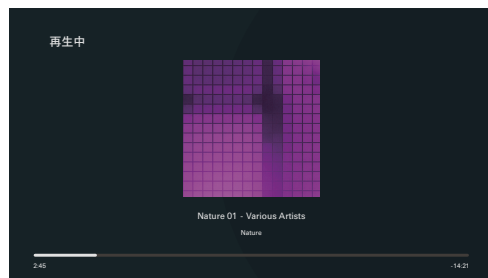 再生中
Nature 01 - Various Artists
Nature
2:45
-14:21